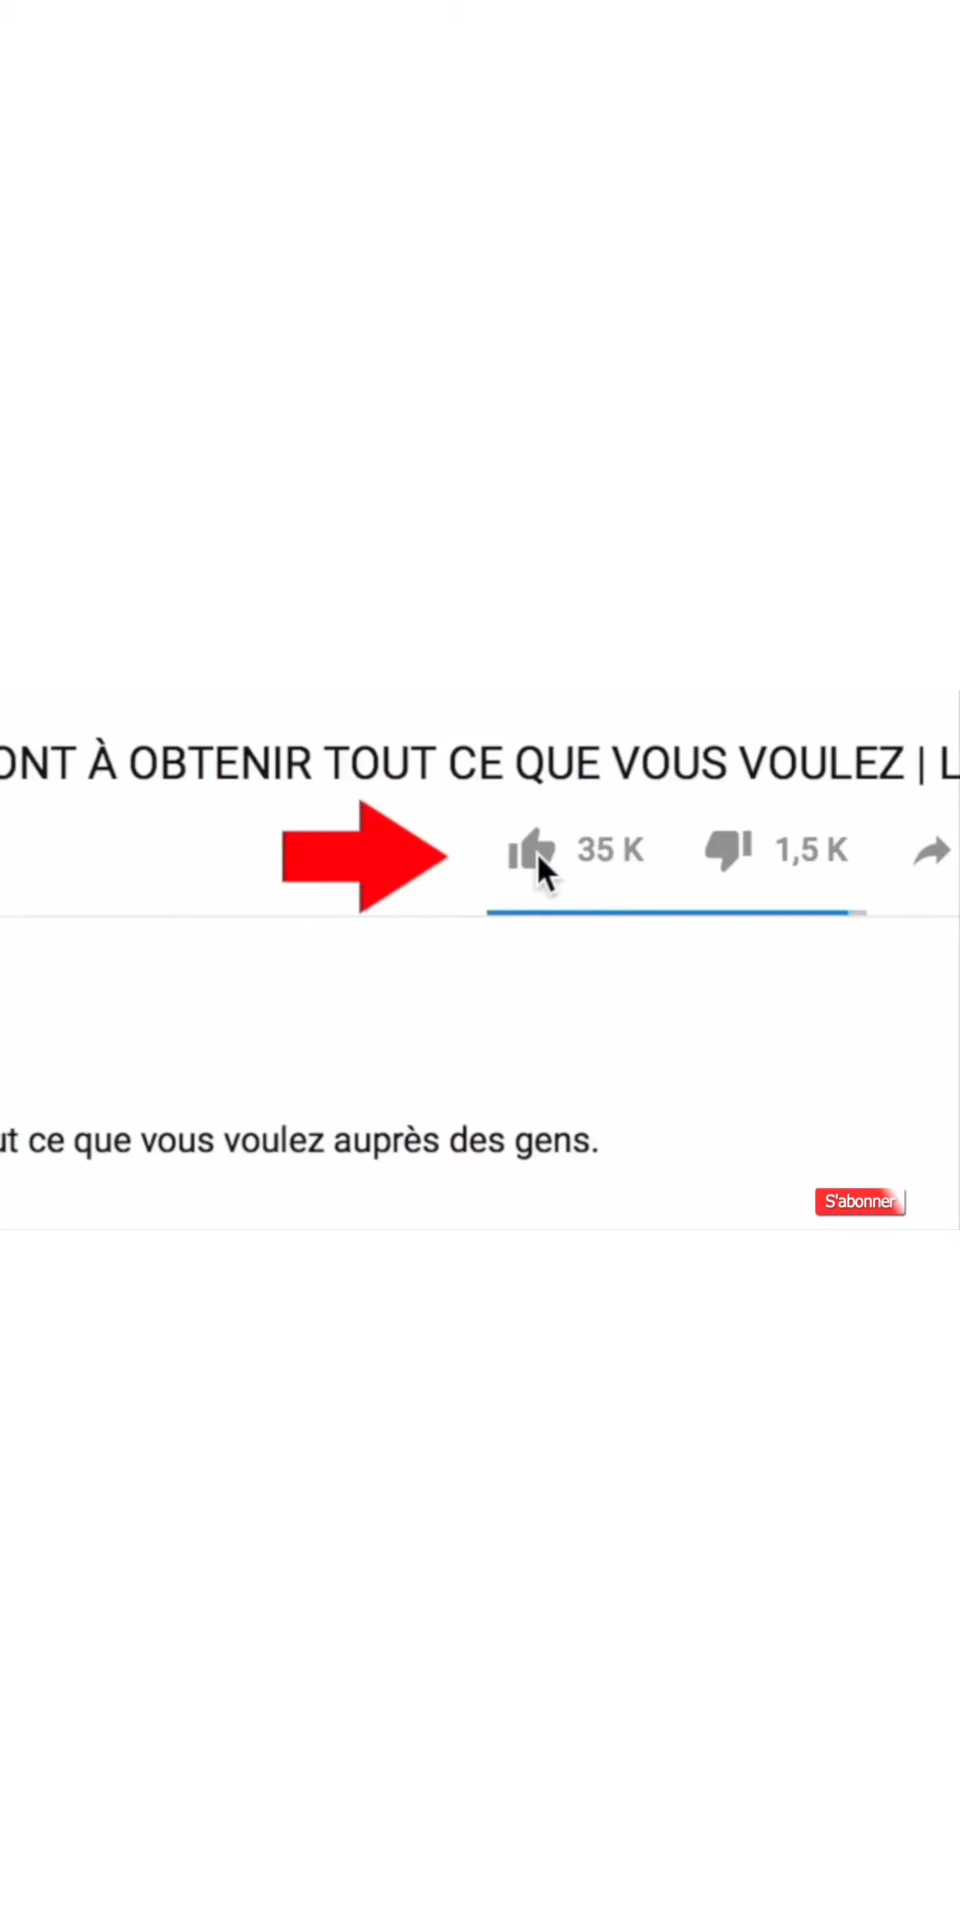 ONT À OBTENIR TOUT CE QUE VOUS VOULEZ | L
35 K 1,5 K
ut ce que vous voulez auprès des gens.
S'abonner